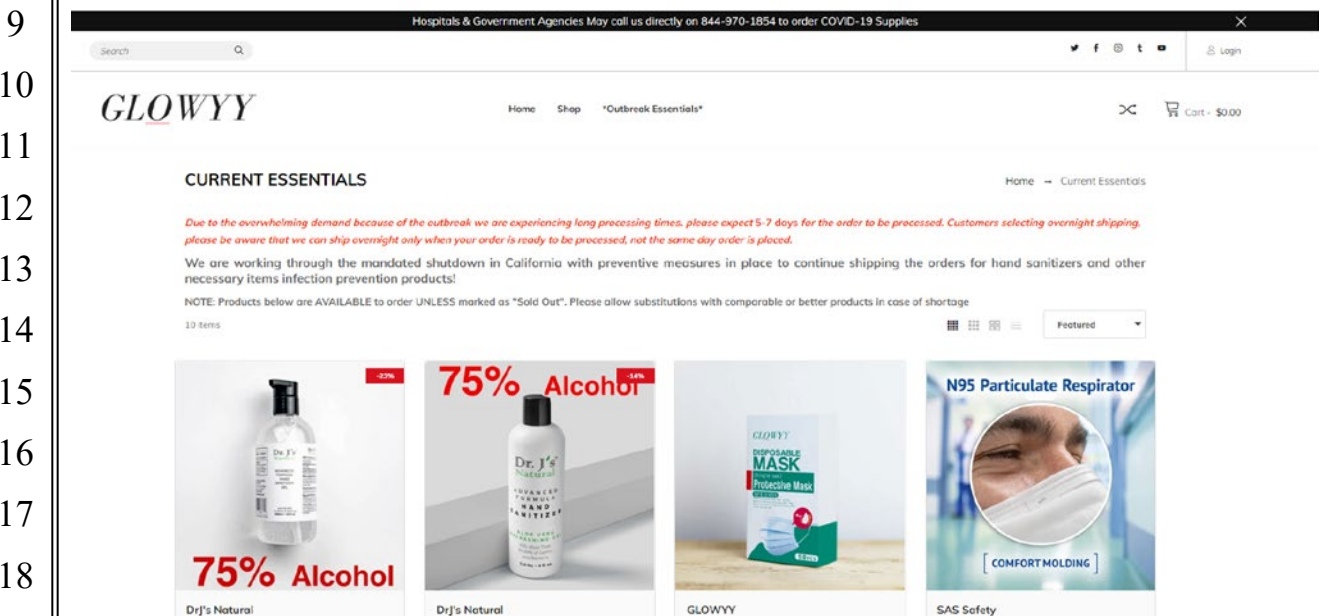 9
Hospitals & Government Agencies May call us directly on 844-970-1854 to order COVID-19 Supplies
Search
Login
10
GLOWYY
Home Shop *Outbreak Essentials*
Cart - $0.00
11
CURRENT ESSENTIALS
Home → Current Essentials
12
Due to the overwhelming demand because of the outbreak we are experiencing long processing times, please expect 5-7 days for the order to be processed. Customers selecting overnight shipping,
please be aware that we can ship overnight only when your order is ready to be processed, not the same day order is placed.
13
We are working through the mandated shutdown in California with preventive measures in place to continue shipping the orders for hand sanitizers and other
necessary items infection prevention products!
NOTE: Products below are AVAILABLE to order UNLESS marked as "Sold Out". Please allow substitutions with comparable or better products in case of shortage
14
10 items
Featured
15
-23%
Dr. J's
75% Alcohol
-14%
75% Alcohol
Dr. J's
Natural
ADVANCED
FORMULA
HAND
SANITIZER
GLOWYY
DISPOSABLE
MASK
Protective Mask
N95 Particulate Respirator
[COMFORT MOLDING]
16
17
18
DrJ's Natural
DrJ's Natural
GLOWYY
SAS Safety